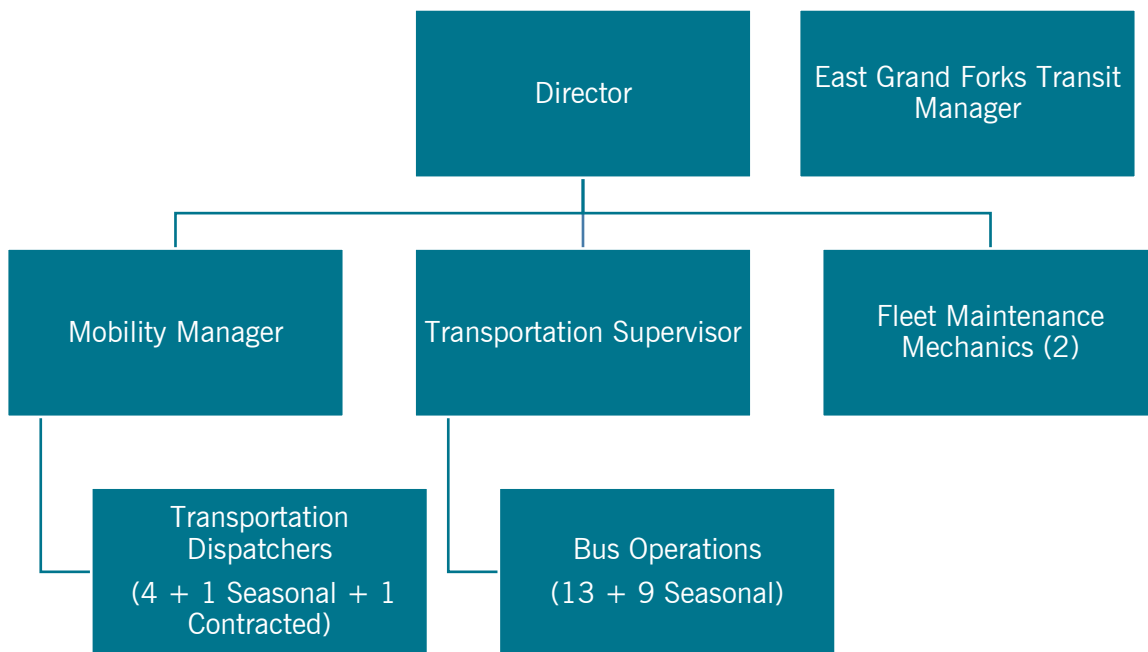 Director
East Grand Forks Transit
Manager
Mobility Manager
Transportation Supervisor
Fleet Maintenance
Mechanics (2)
Transportation
Dispatchers
(4 + 1 Seasonal + 1
Contracted)
Bus Operations
(13 + 9 Seasonal)